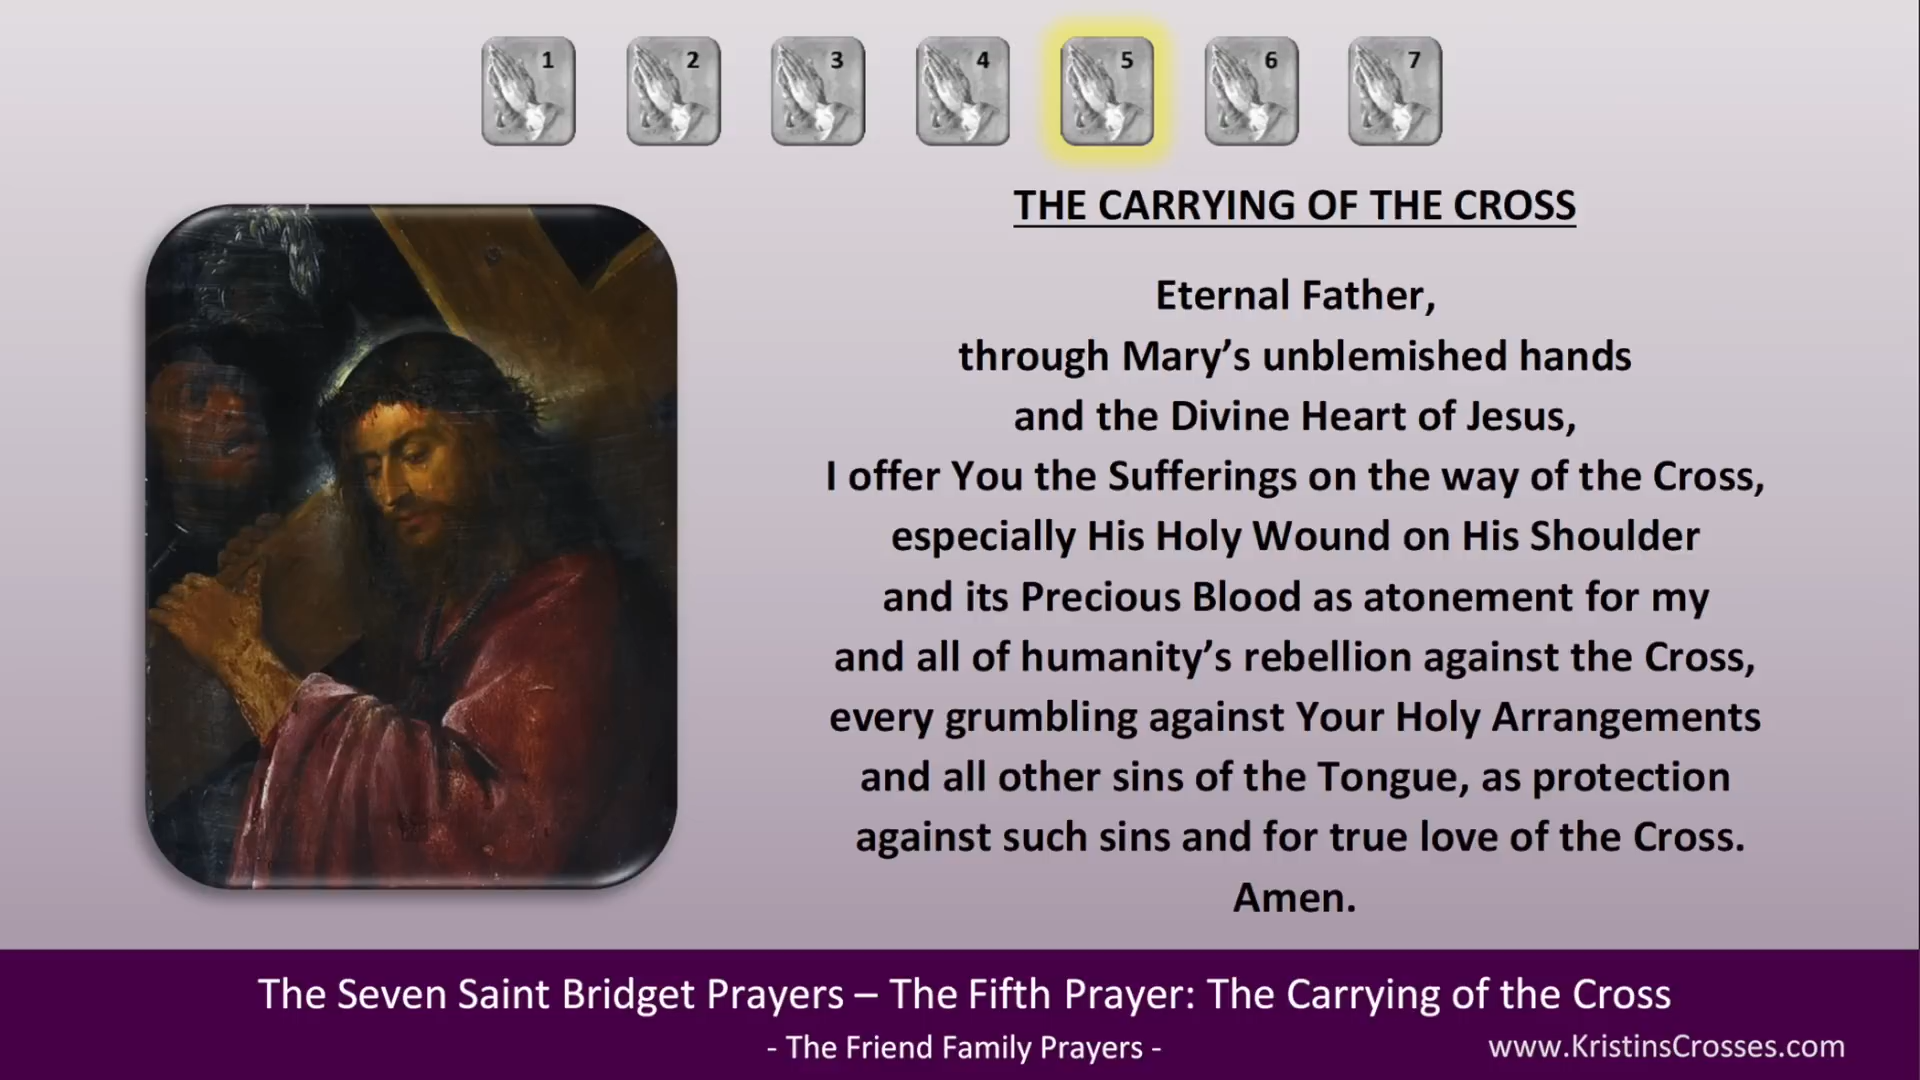 1 2 3 4 5 6 7
THE CARRYING OF THE CROSS
Eternal Father,
through Mary’s unblemished hands
and the Divine Heart of Jesus,
I offer You the Sufferings on the way of the Cross,
especially His Holy Wound on His Shoulder
and its Precious Blood as atonement for my
and all of humanity’s rebellion against the Cross,
every grumbling against Your Holy Arrangements
and all other sins of the Tongue, as protection
against such sins and for true love of the Cross.
Amen.
The Seven Saint Bridget Prayers – The Fifth Prayer: The Carrying of the Cross
- The Friend Family Prayers -
www.KristinsCrosses.com